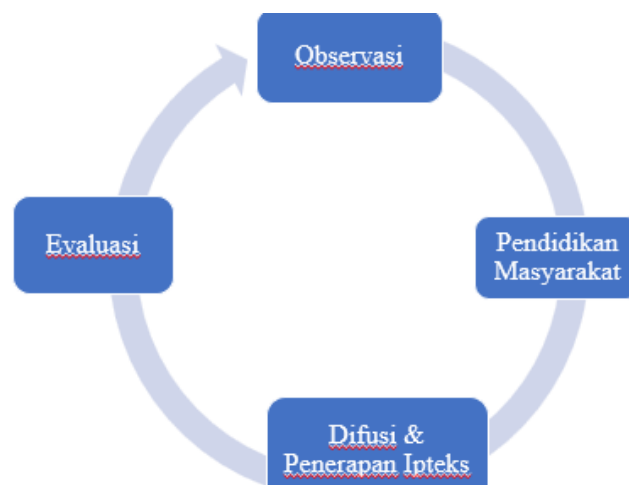 Observasi
Pendidikan
Masyarakat
Difusi &
Penerapan Ipteks
Evaluasi